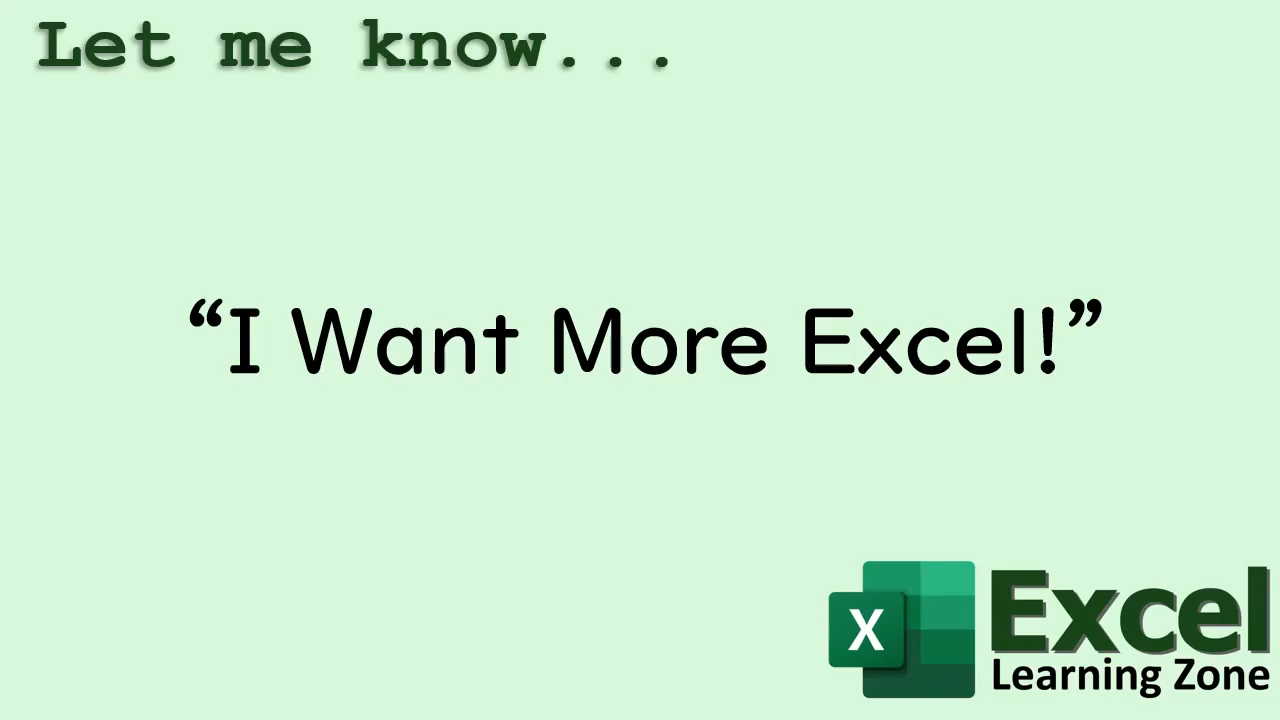 Let me know...
“I Want More Excel!”
X
Excel
Learning Zone